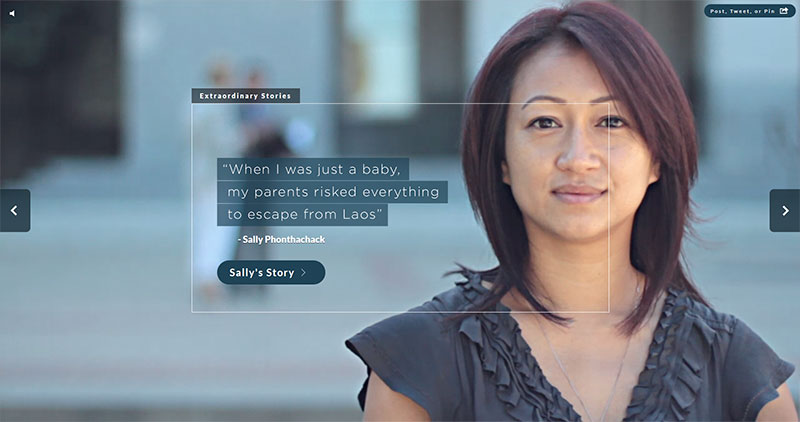 Post, Tweet, or Pin
Extraordinary Stories
“When I was just a baby,
my parents risked everything
to escape from Laos”
- Sally Phonthachack
Sally's Story